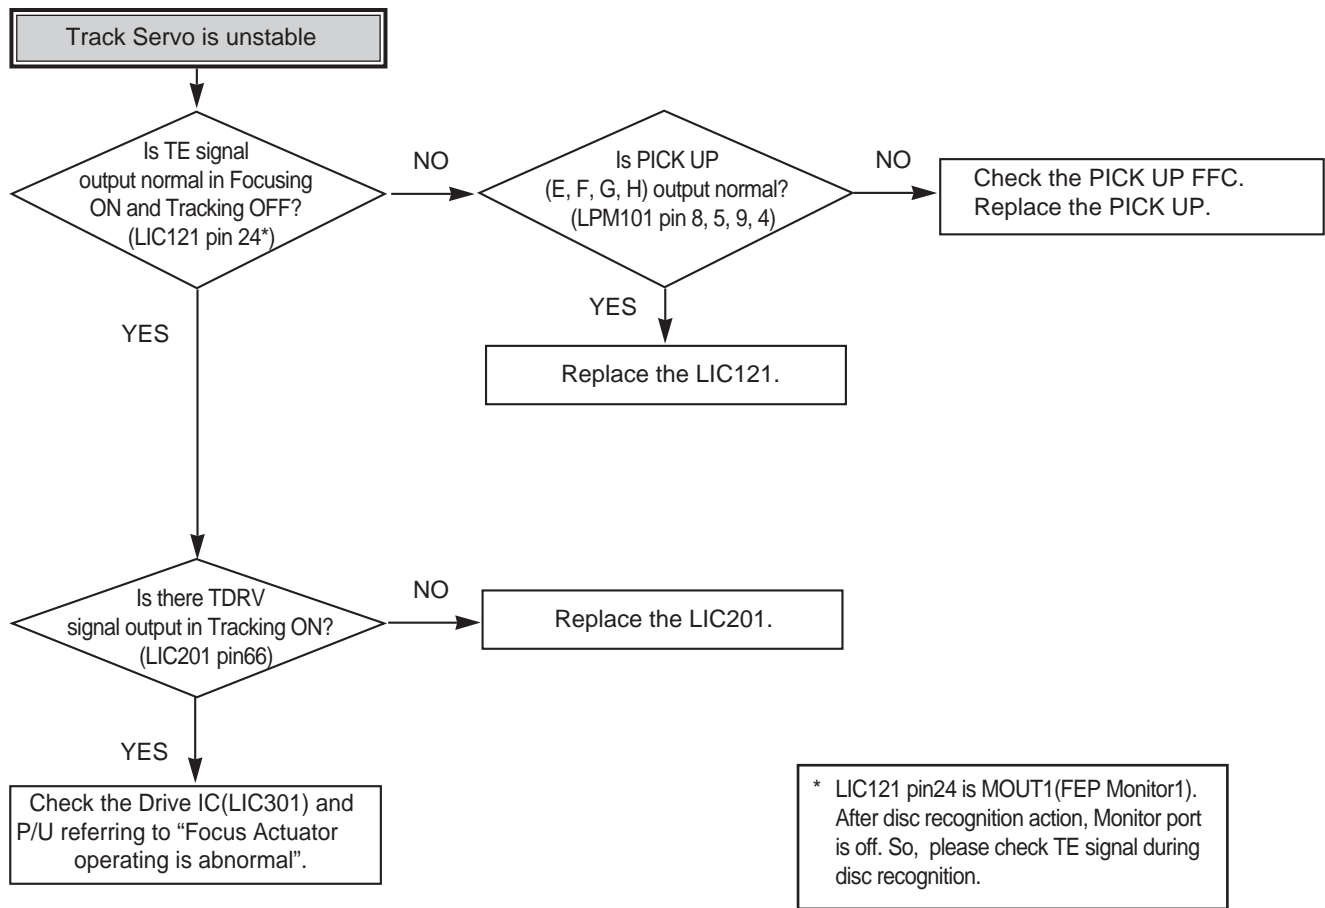 Track Servo is unstable
Is TE signal
output normal in Focusing
ON and Tracking OFF?
(LIC121 pin 24*)
NO
Is PICK UP
(E, F, G, H) output normal?
(LPM101 pin 8, 5, 9, 4)
NO
Check the PICK UP FFC.
Replace the PICK UP.
YES
Replace the LIC121.
YES
Is there TDRV
signal output in Tracking ON?
(LIC201 pin66)
NO
Replace the LIC201.
YES
Check the Drive IC(LIC301) and
P/U referring to “Focus Actuator
operating is abnormal”.
* LIC121 pin24 is MOUT1(FEP Monitor1).
After disc recognition action, Monitor port
is off. So, please check TE signal during
disc recognition.